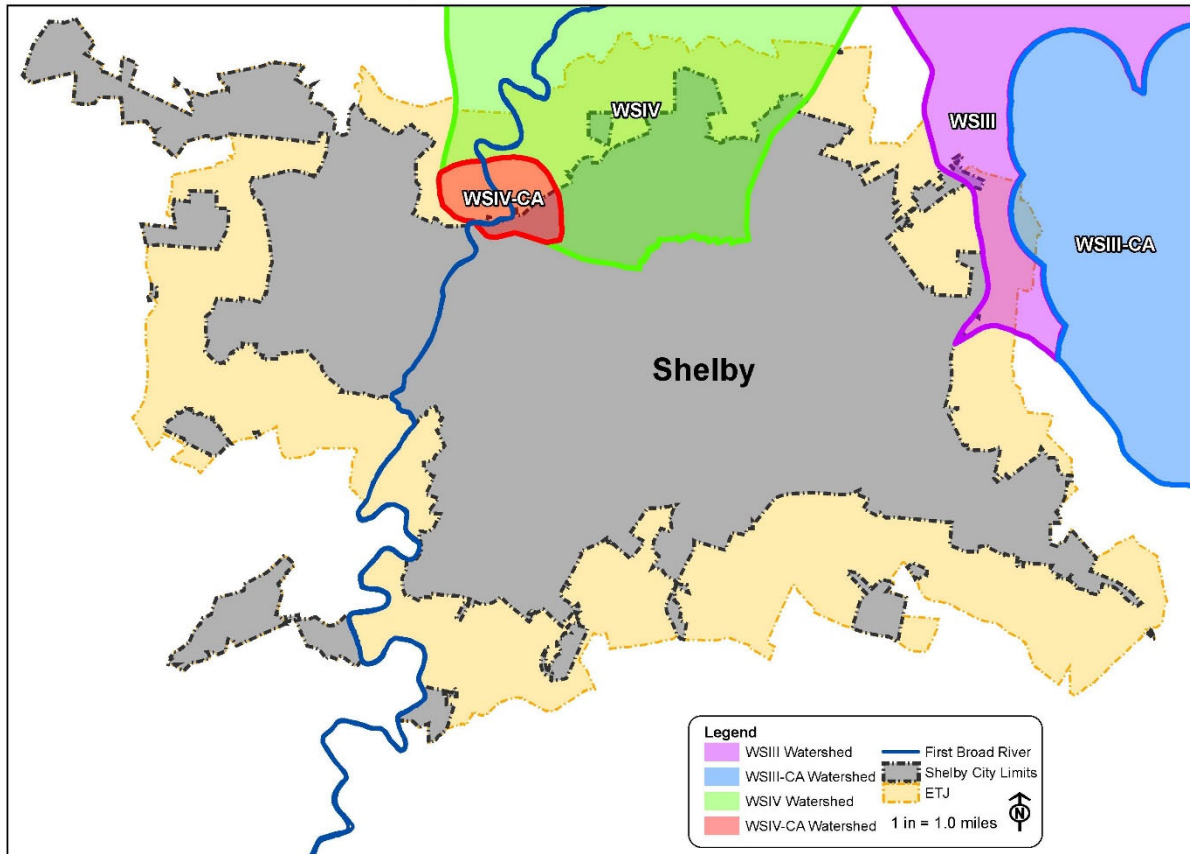 WSIV
WSIII
WSIV-CA
WSIII-CA
Shelby
Legend
WSIII Watershed
WSIII-CA Watershed
WSIV Watershed
WSIV-CA Watershed
First Broad River
Shelby City Limits
ETJ
1 in = 1.0 miles
N